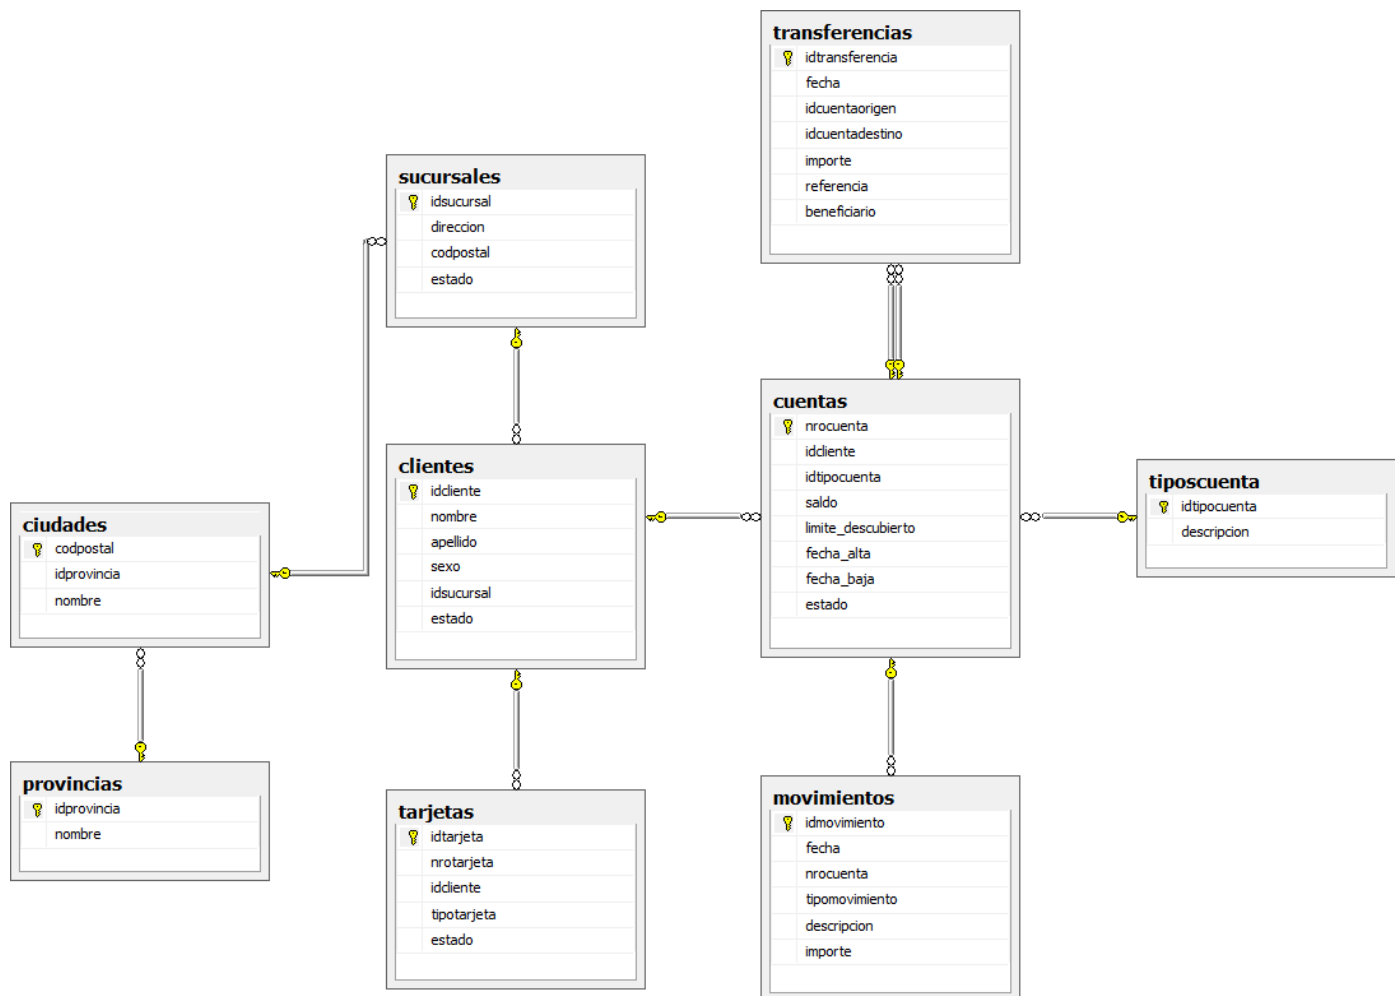 transferencias
idtransferencia
fecha
idcuentaorigen
idcuentadestino
importe
referencia
beneficiario
sucursales
idsucursal
direccion
codpostal
estado
cuentas
nrocuenta
idcliente
idtipocuenta
saldo
limite_descubierto
fecha_alta
fecha_baja
estado
clientes
idcliente
nombre
apellido
sexo
idsucursal
estado
tiposcuenta
idtipocuenta
descripcion
ciudades
codpostal
idprovincia
nombre
provincias
idprovincia
nombre
tarjetas
idtarjeta
nrotarjeta
idcliente
tipotarjeta
estado
movimientos
idmovimiento
fecha
nrocuenta
tipomovimiento
descripcion
importe